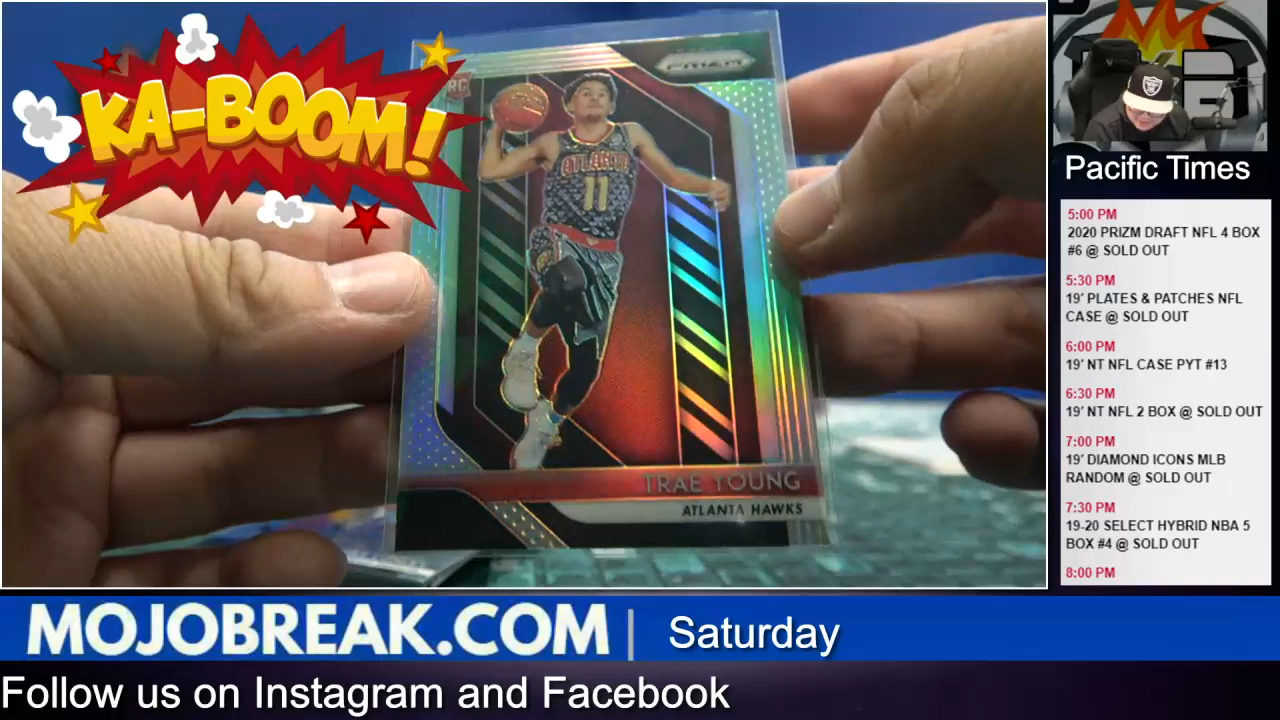 KA-BOOM!
RC
PRIZM
ATLANTA
11
TRAE YOUNG
ATLANTA HAWKS
Pacific Times
5:00 PM
2020 PRIZM DRAFT NFL 4 BOX
#6 @ SOLD OUT
5:30 PM
19' PLATES & PATCHES NFL
CASE @ SOLD OUT
6:00 PM
19' NT NFL CASE PYT #13
6:30 PM
19' NT NFL 2 BOX @ SOLD OUT
7:00 PM
19' DIAMOND ICONS MLB
RANDOM @ SOLD OUT
7:30 PM
19-20 SELECT HYBRID NBA 5
BOX #4 @ SOLD OUT
8:00 PM
MOJOBREAK.COM | Saturday
Follow us on Instagram and Facebook